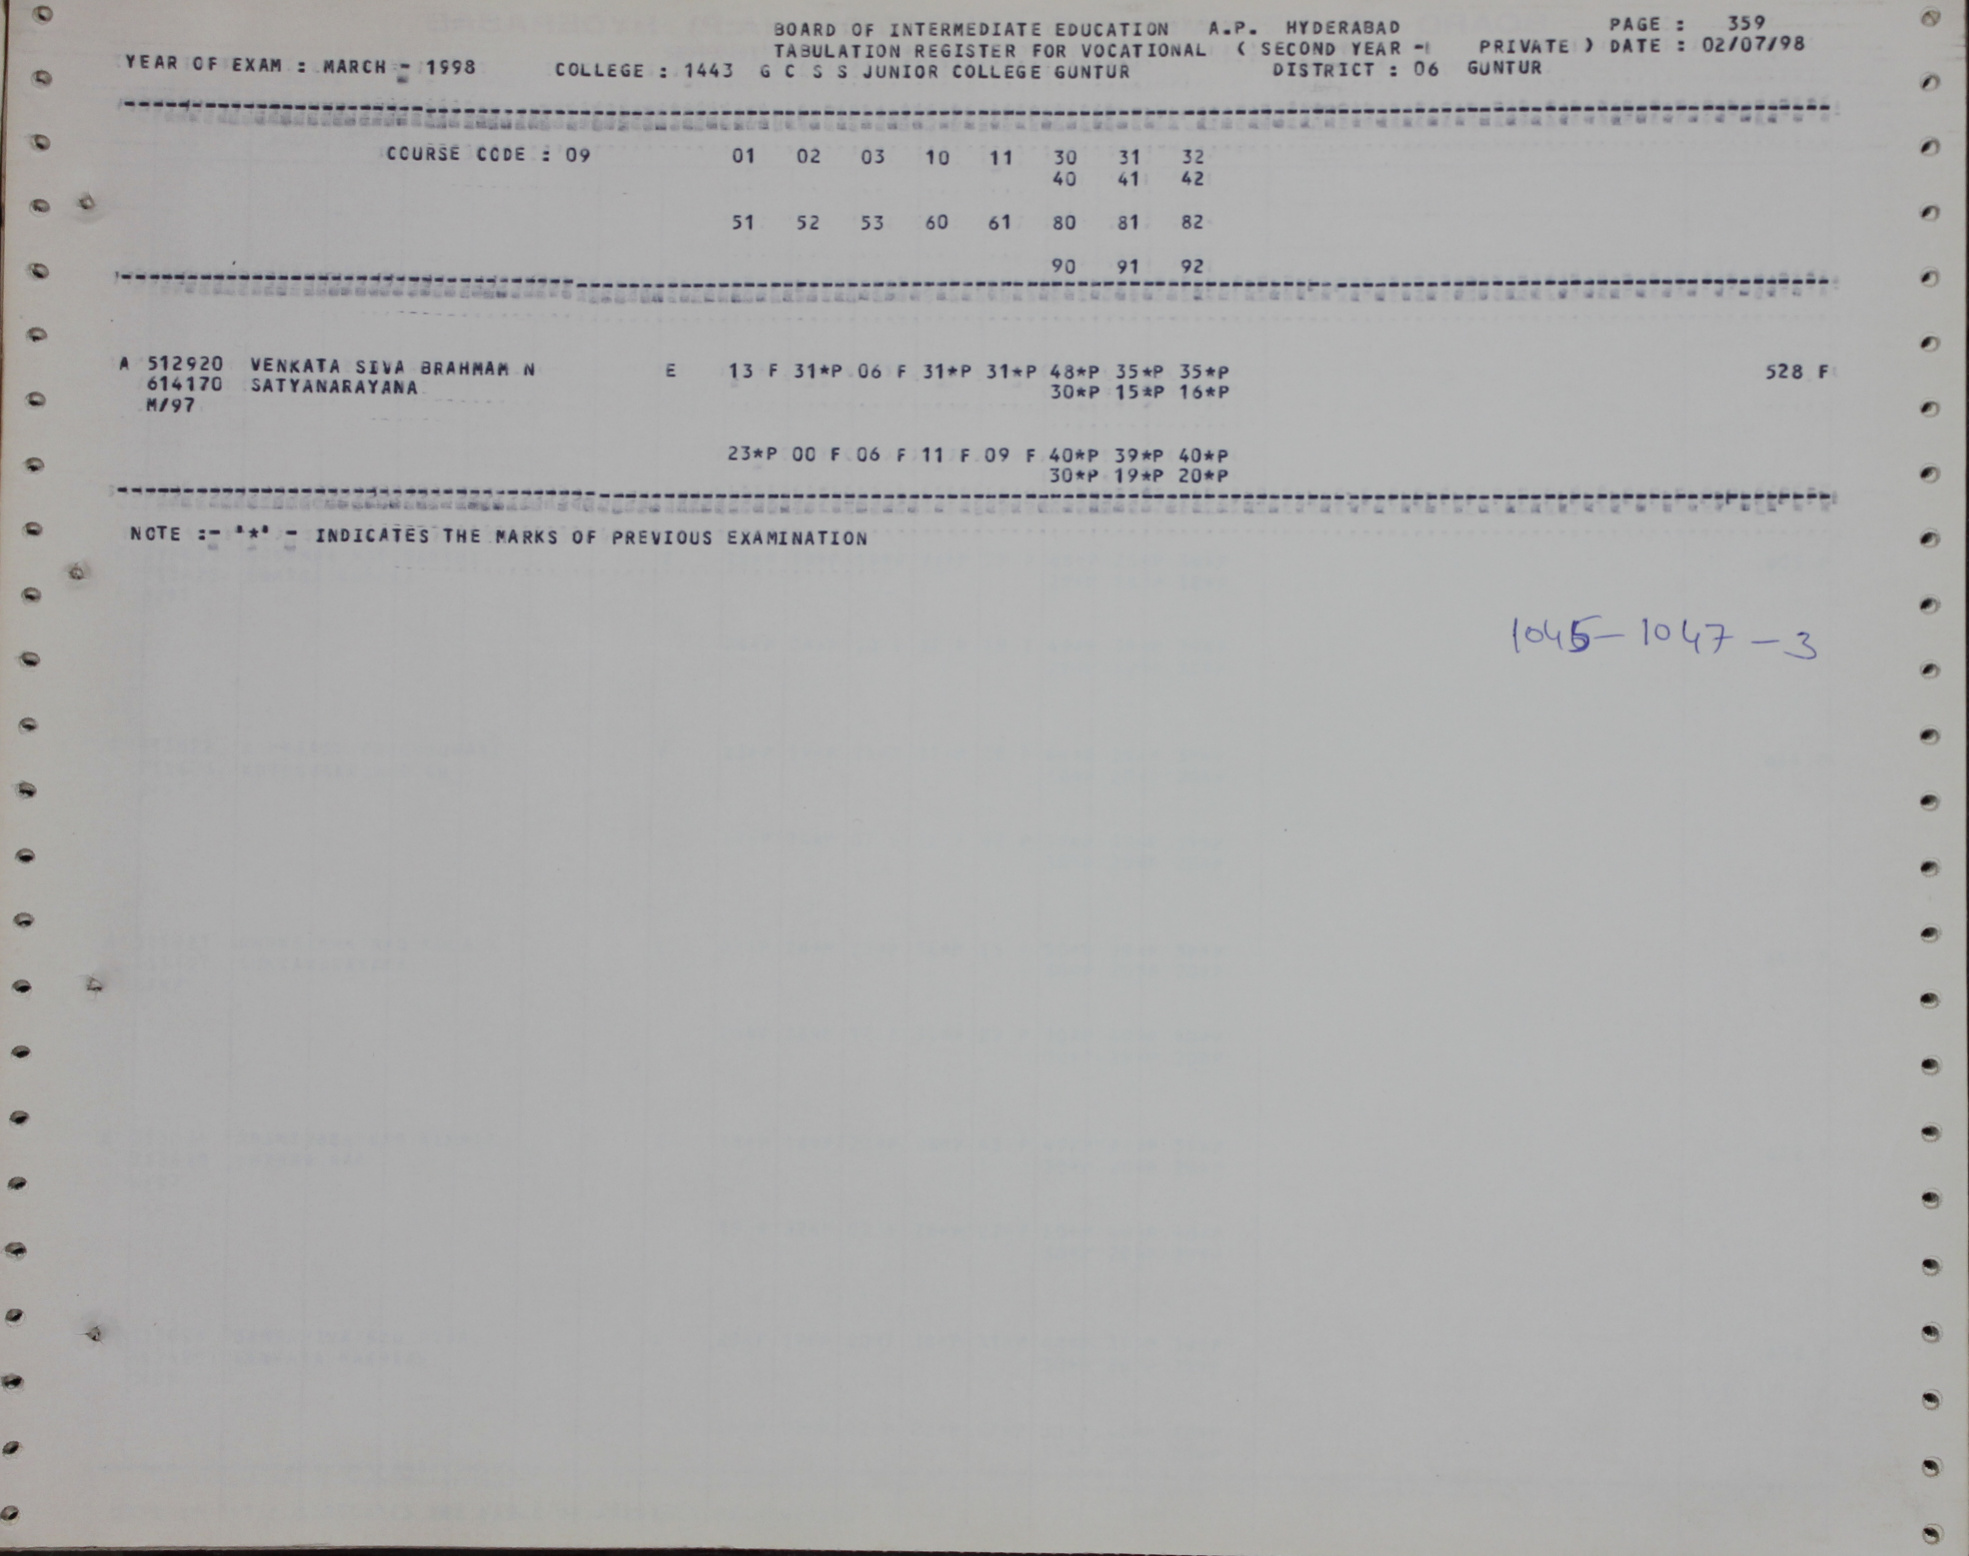 BOARD OF INTERMEDIATE EDUCATION A.P. HYDERABAD PAGE : 359
TABULATION REGISTER FOR VOCATIONAL ( SECOND YEAR - PRIVATE ) DATE : 02/07/98
YEAR OF EXAM : MARCH - 1998 COLLEGE : 1443 G C S S JUNIOR COLLEGE GUNTUR DISTRICT : 06 GUNTUR
COURSE CODE : 09 01 02 03 10 11 30 31 32
40 41 42
51 52 53 60 61 80 81 82
90 91 92
A 512920 VENKATA SIVA BRAHMAM N E 13 F 31*P 06 F 31*P 31*P 48*P 35*P 35*P 528 F
614170 SATYANARAYANA 30*P 15*P 16*P
M/97
23*P 00 F 06 F 11 F 09 F 40*P 39*P 40*P
30*P 19*P 20*P
NOTE :- '*' - INDICATES THE MARKS OF PREVIOUS EXAMINATION
1045-1047-3